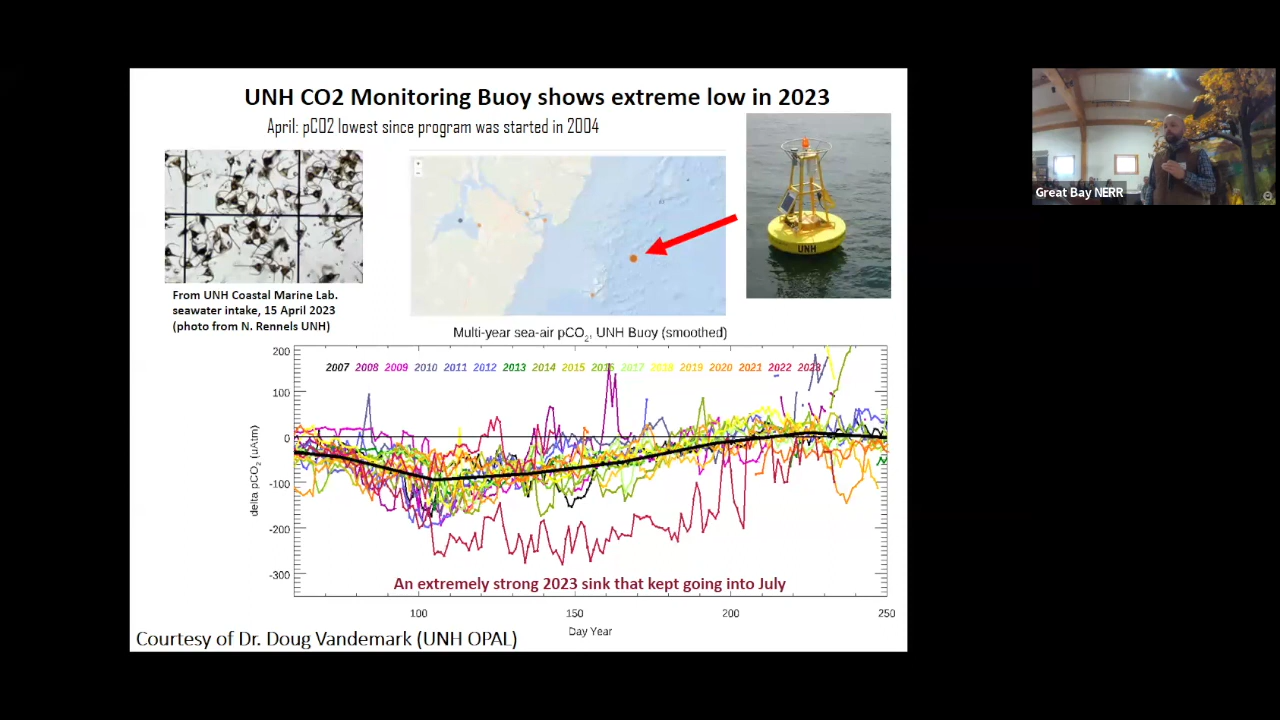 UNH CO2 Monitoring Buoy shows extreme low in 2023
April: pCO2 lowest since program was started in 2004
UNH
Great Bay NERR
From UNH Coastal Marine Lab.
seawater intake, 15 April 2023
(photo from N. Rennels UNH)
Multi-year sea-air pCO2, UNH Buoy (smoothed)
2007 2008 2009 2010 2011 2012 2013 2014 2015 2016 2017 2018 2019 2020 2021 2022 2023
200
100
0
-100
-200
-300
delta pCO2 (uAtm)
An extremely strong 2023 sink that kept going into July
100 150 200 250
Day Year
Courtesy of Dr. Doug Vandemark (UNH OPAL)